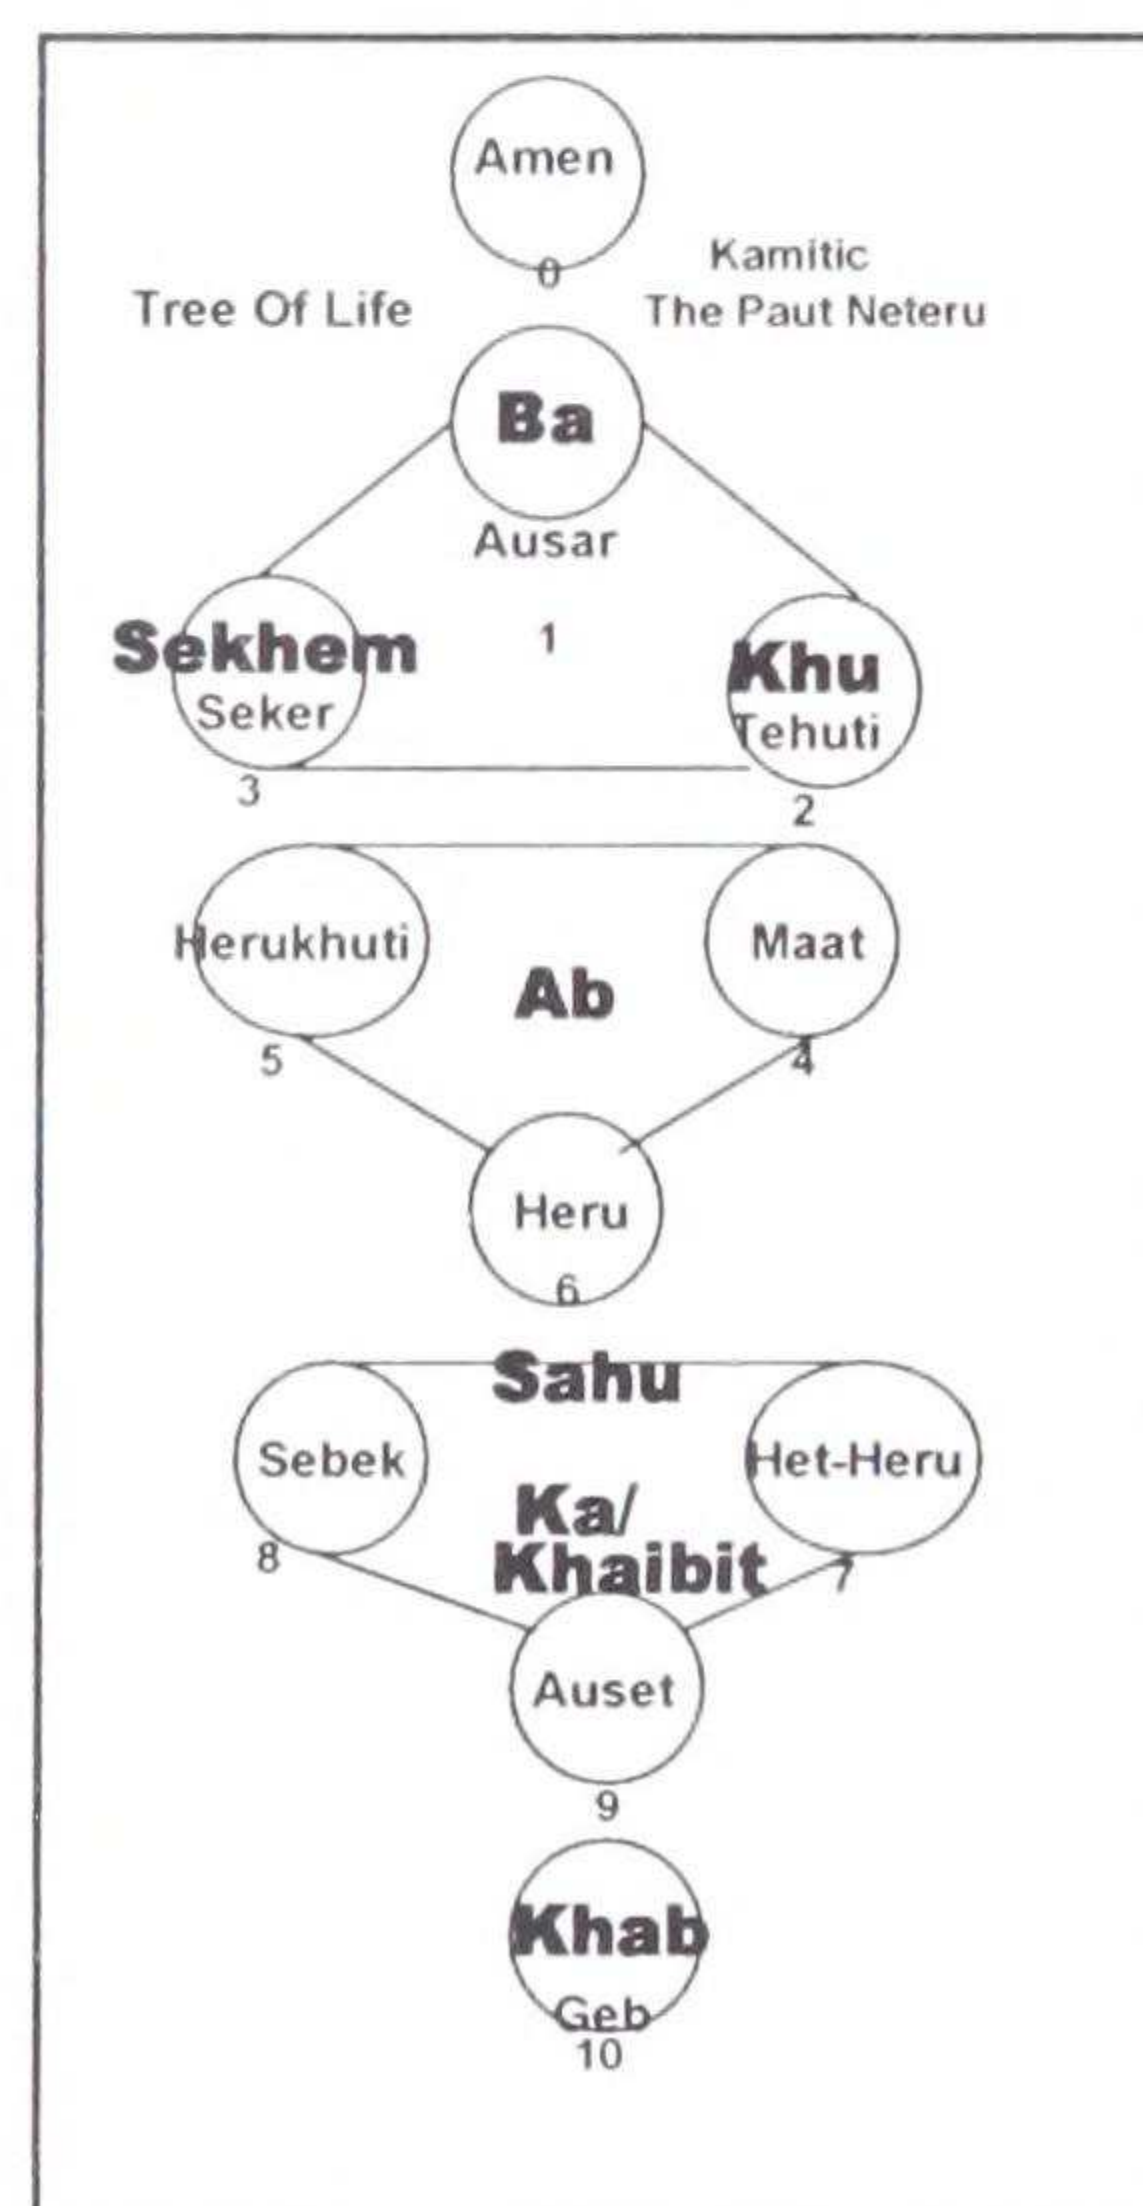 Amen
0
Kamitic
Tree Of Life
The Paut Neteru
Ba
Ausar
1
Sekhem
Seker
3
Khu
Tehuti
2
Herukhuti
5
Ab
Maat
4
Heru
6
Sahu
Sebek
8
Ka/
Khaibit
Het-Heru
7
Auset
9
Khab
Geb
10